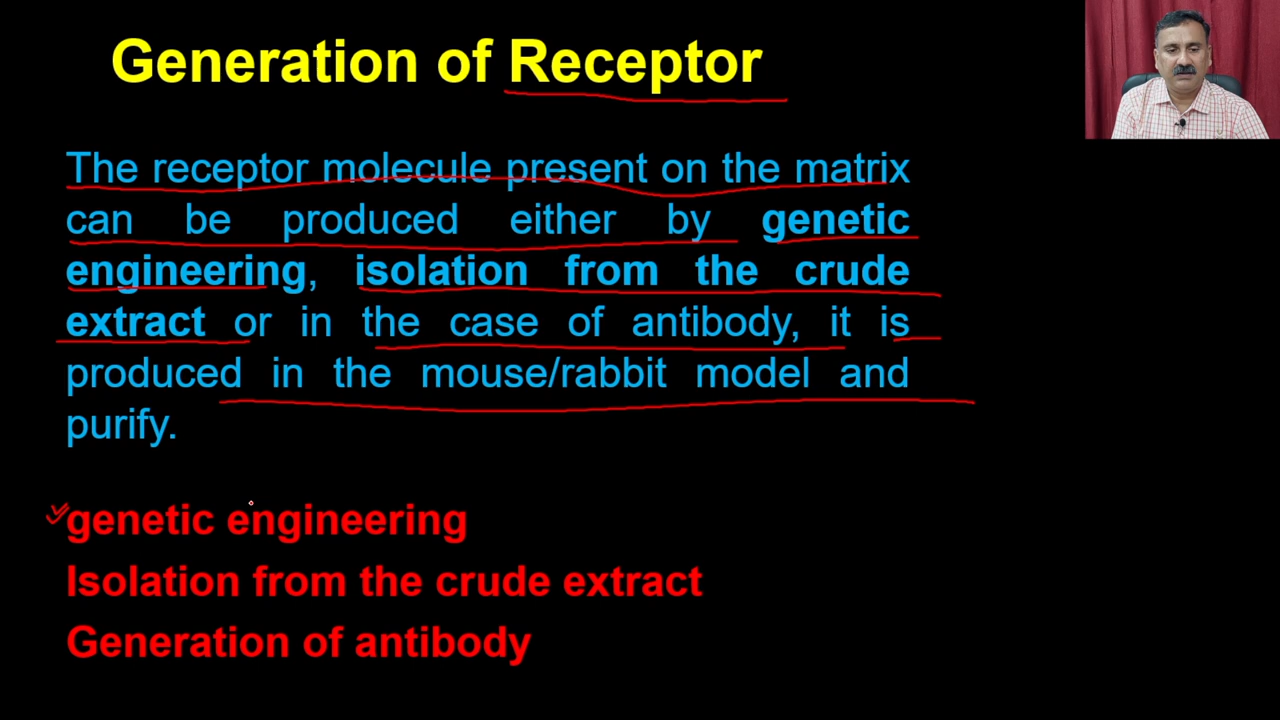 Generation of Receptor
The receptor molecule present on the matrix
can be produced either by genetic
engineering, isolation from the crude
extract or in the case of antibody, it is
produced in the mouse/rabbit model and
purify.
genetic engineering
Isolation from the crude extract
Generation of antibody